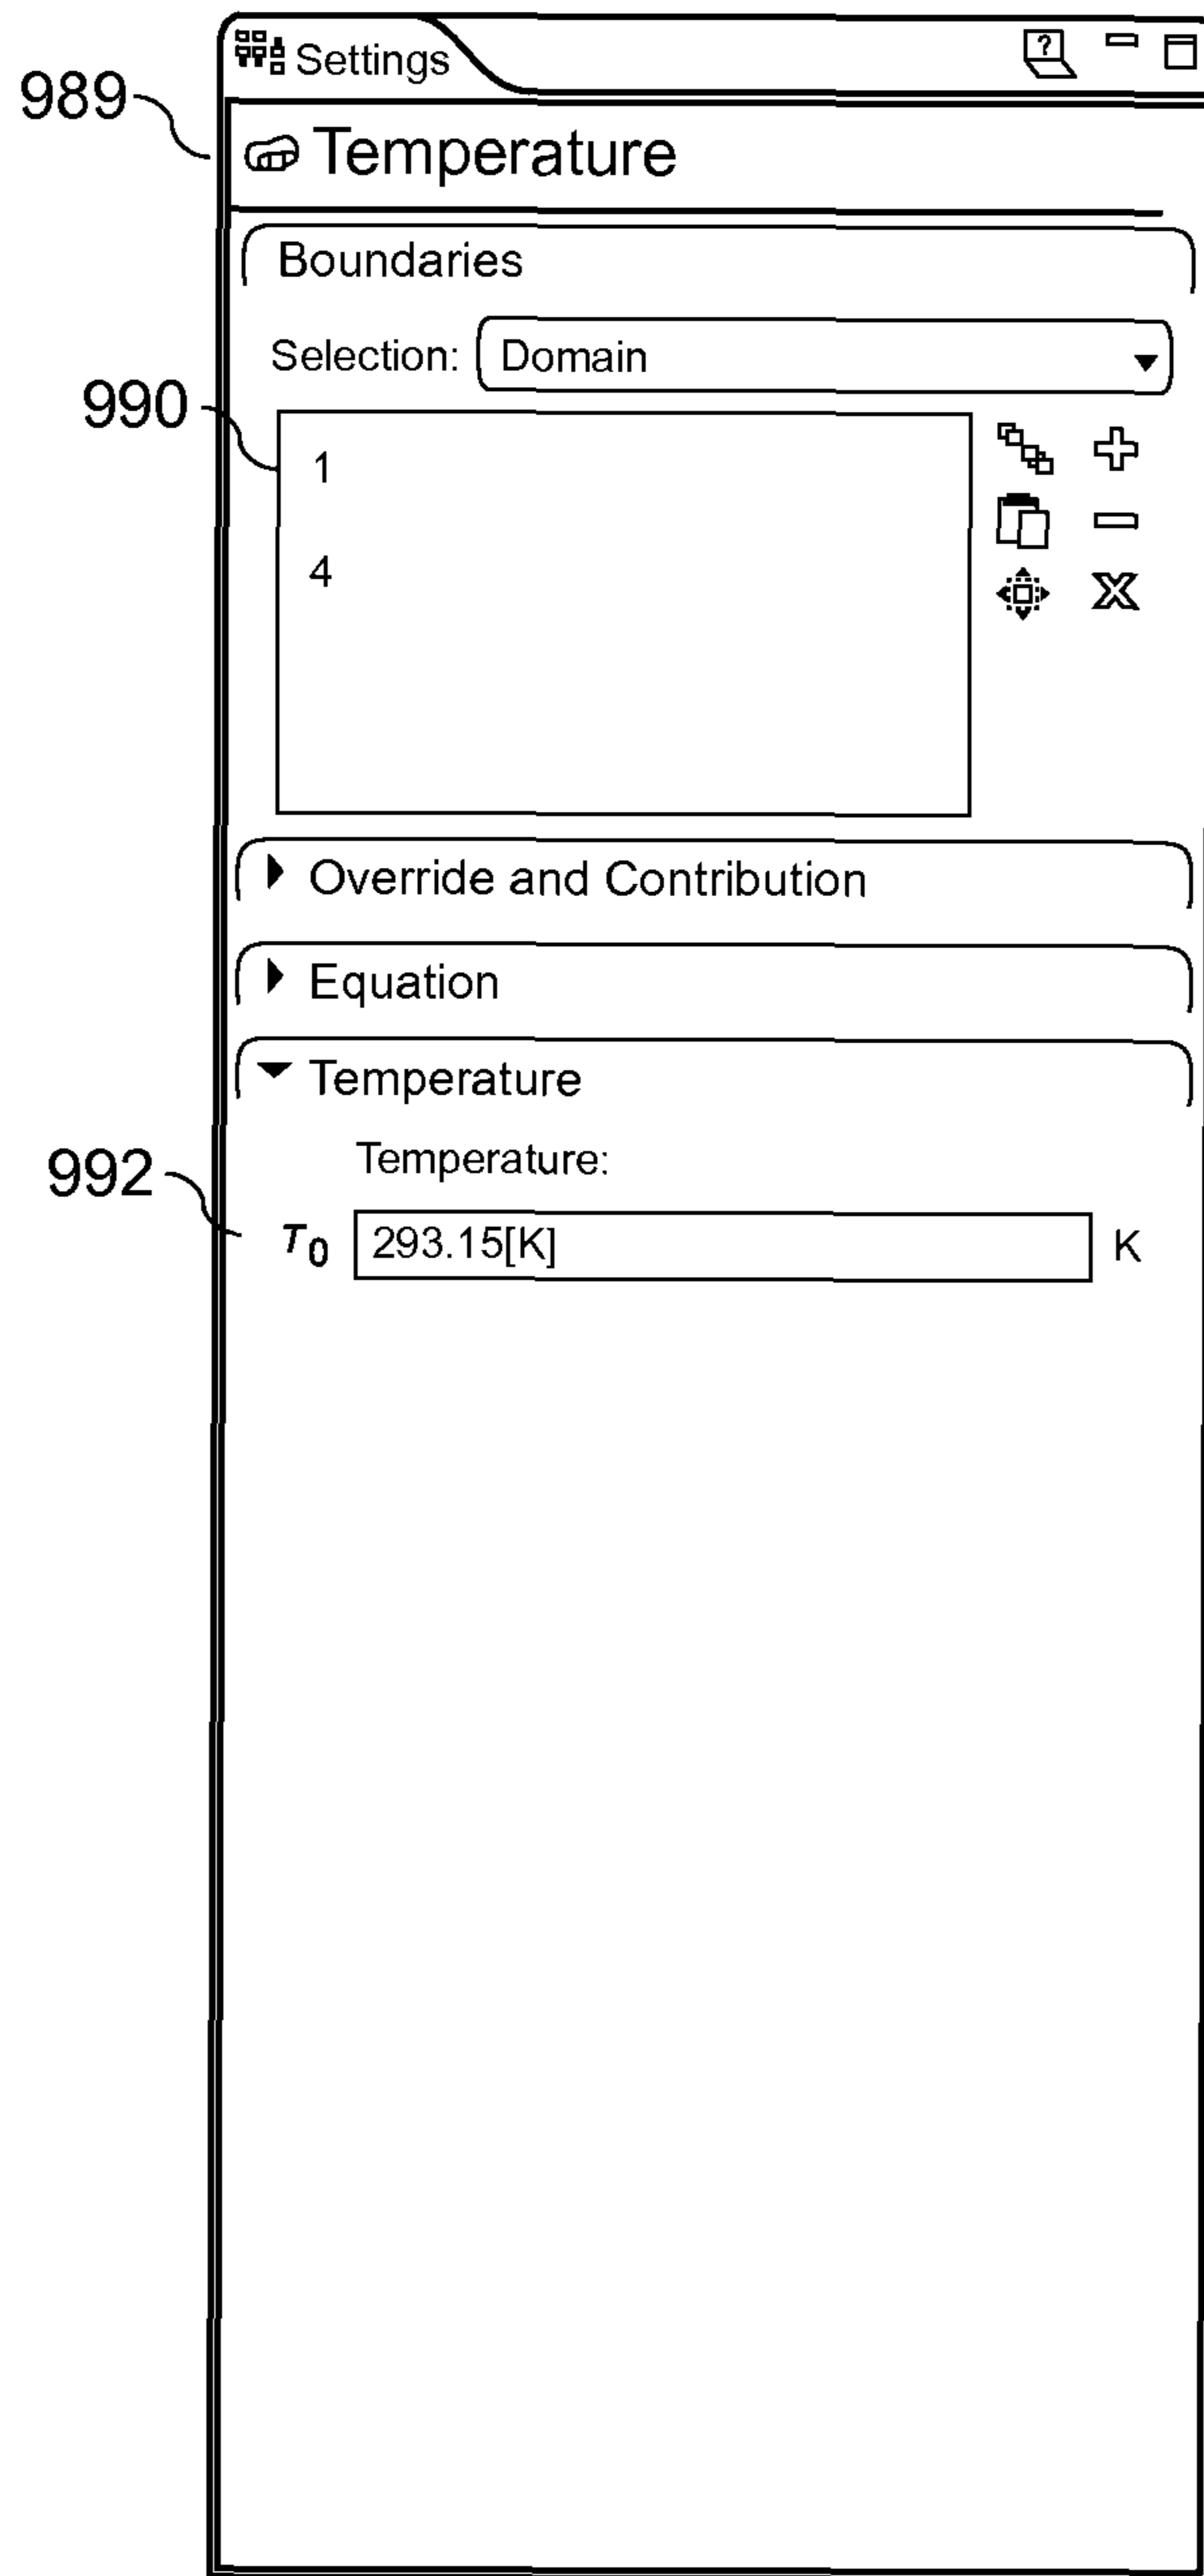 Settings
?
989
Temperature
Boundaries
Selection: Domain
990
1
4
Override and Contribution
Equation
Temperature
Temperature:
992
T0 293.15[K] K